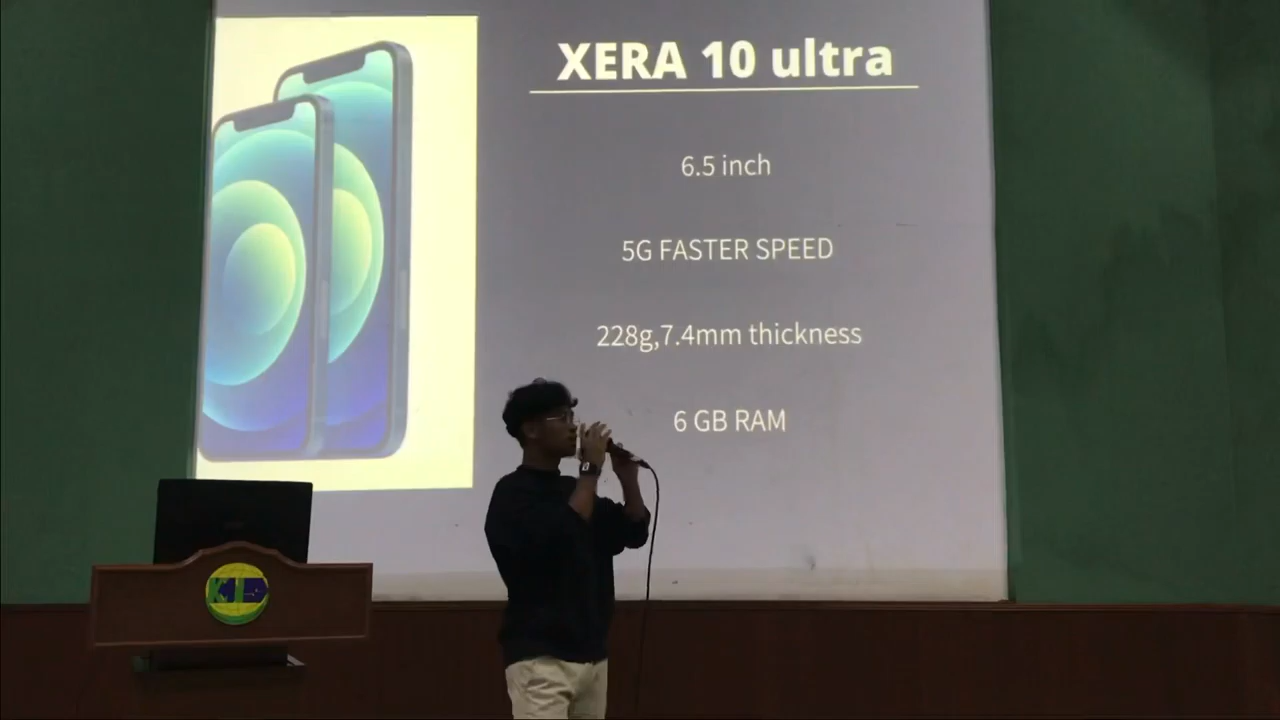 XERA 10 ultra
6.5 inch
5G FASTER SPEED
228g,7.4mm thickness
6 GB RAM